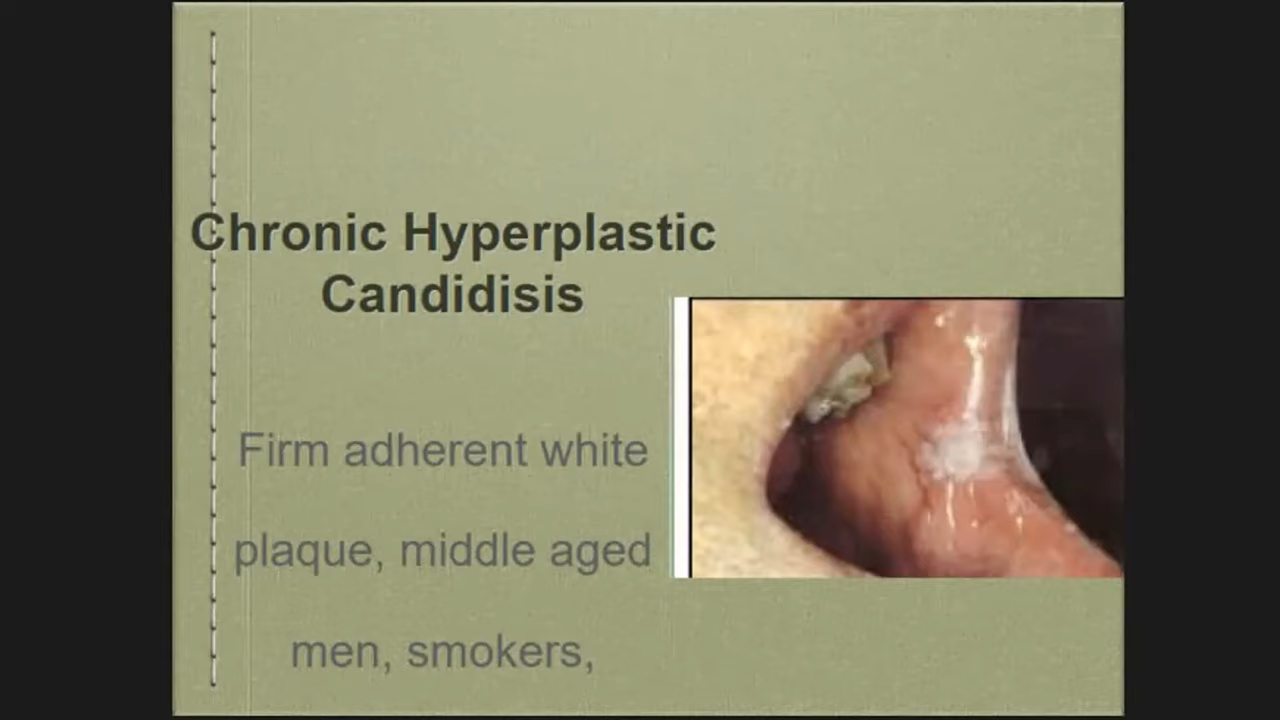 Chronic Hyperplastic
Candidisis
Firm adherent white
plaque, middle aged
men, smokers,